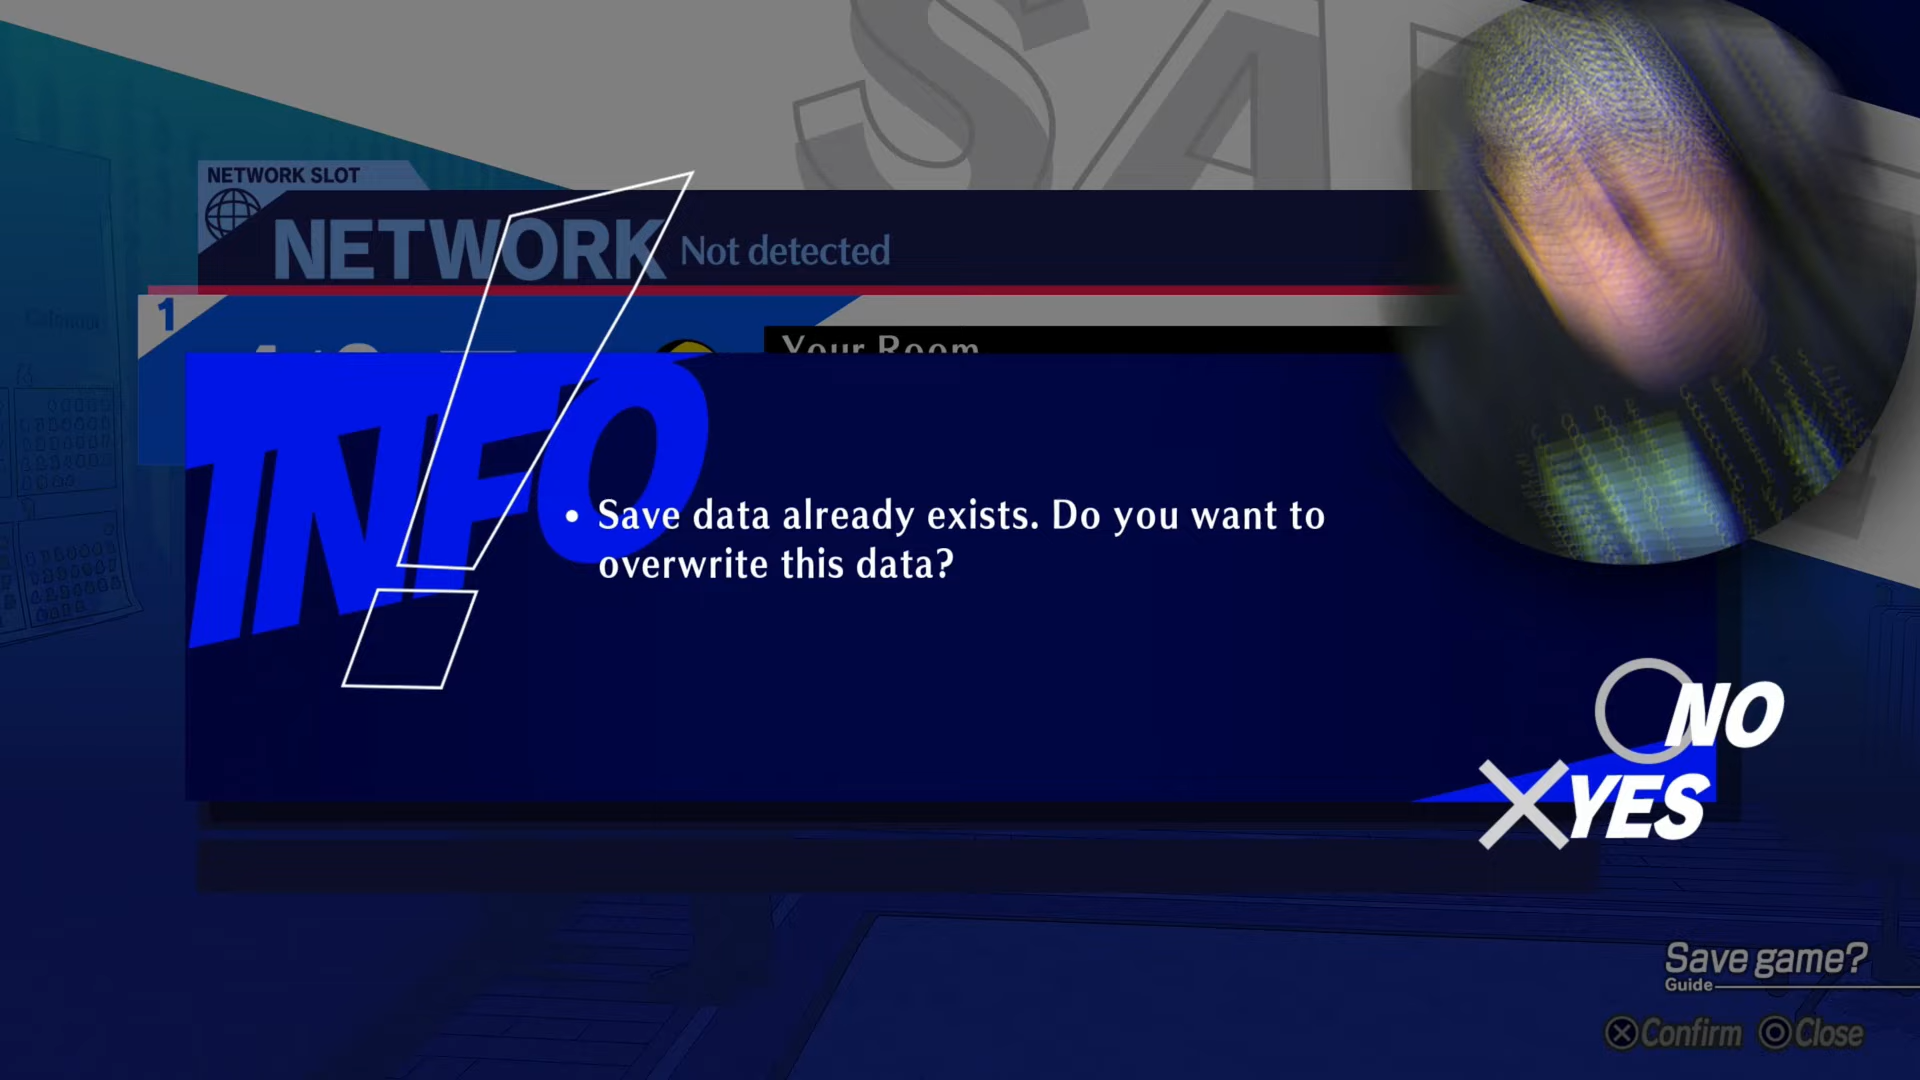 SA
NETWORK SLOT
NETWORK Not detected
1
Your Room
INFO
• Save data already exists. Do you want to
overwrite this data?
NO
YES
Save game?
Guide
Confirm Close